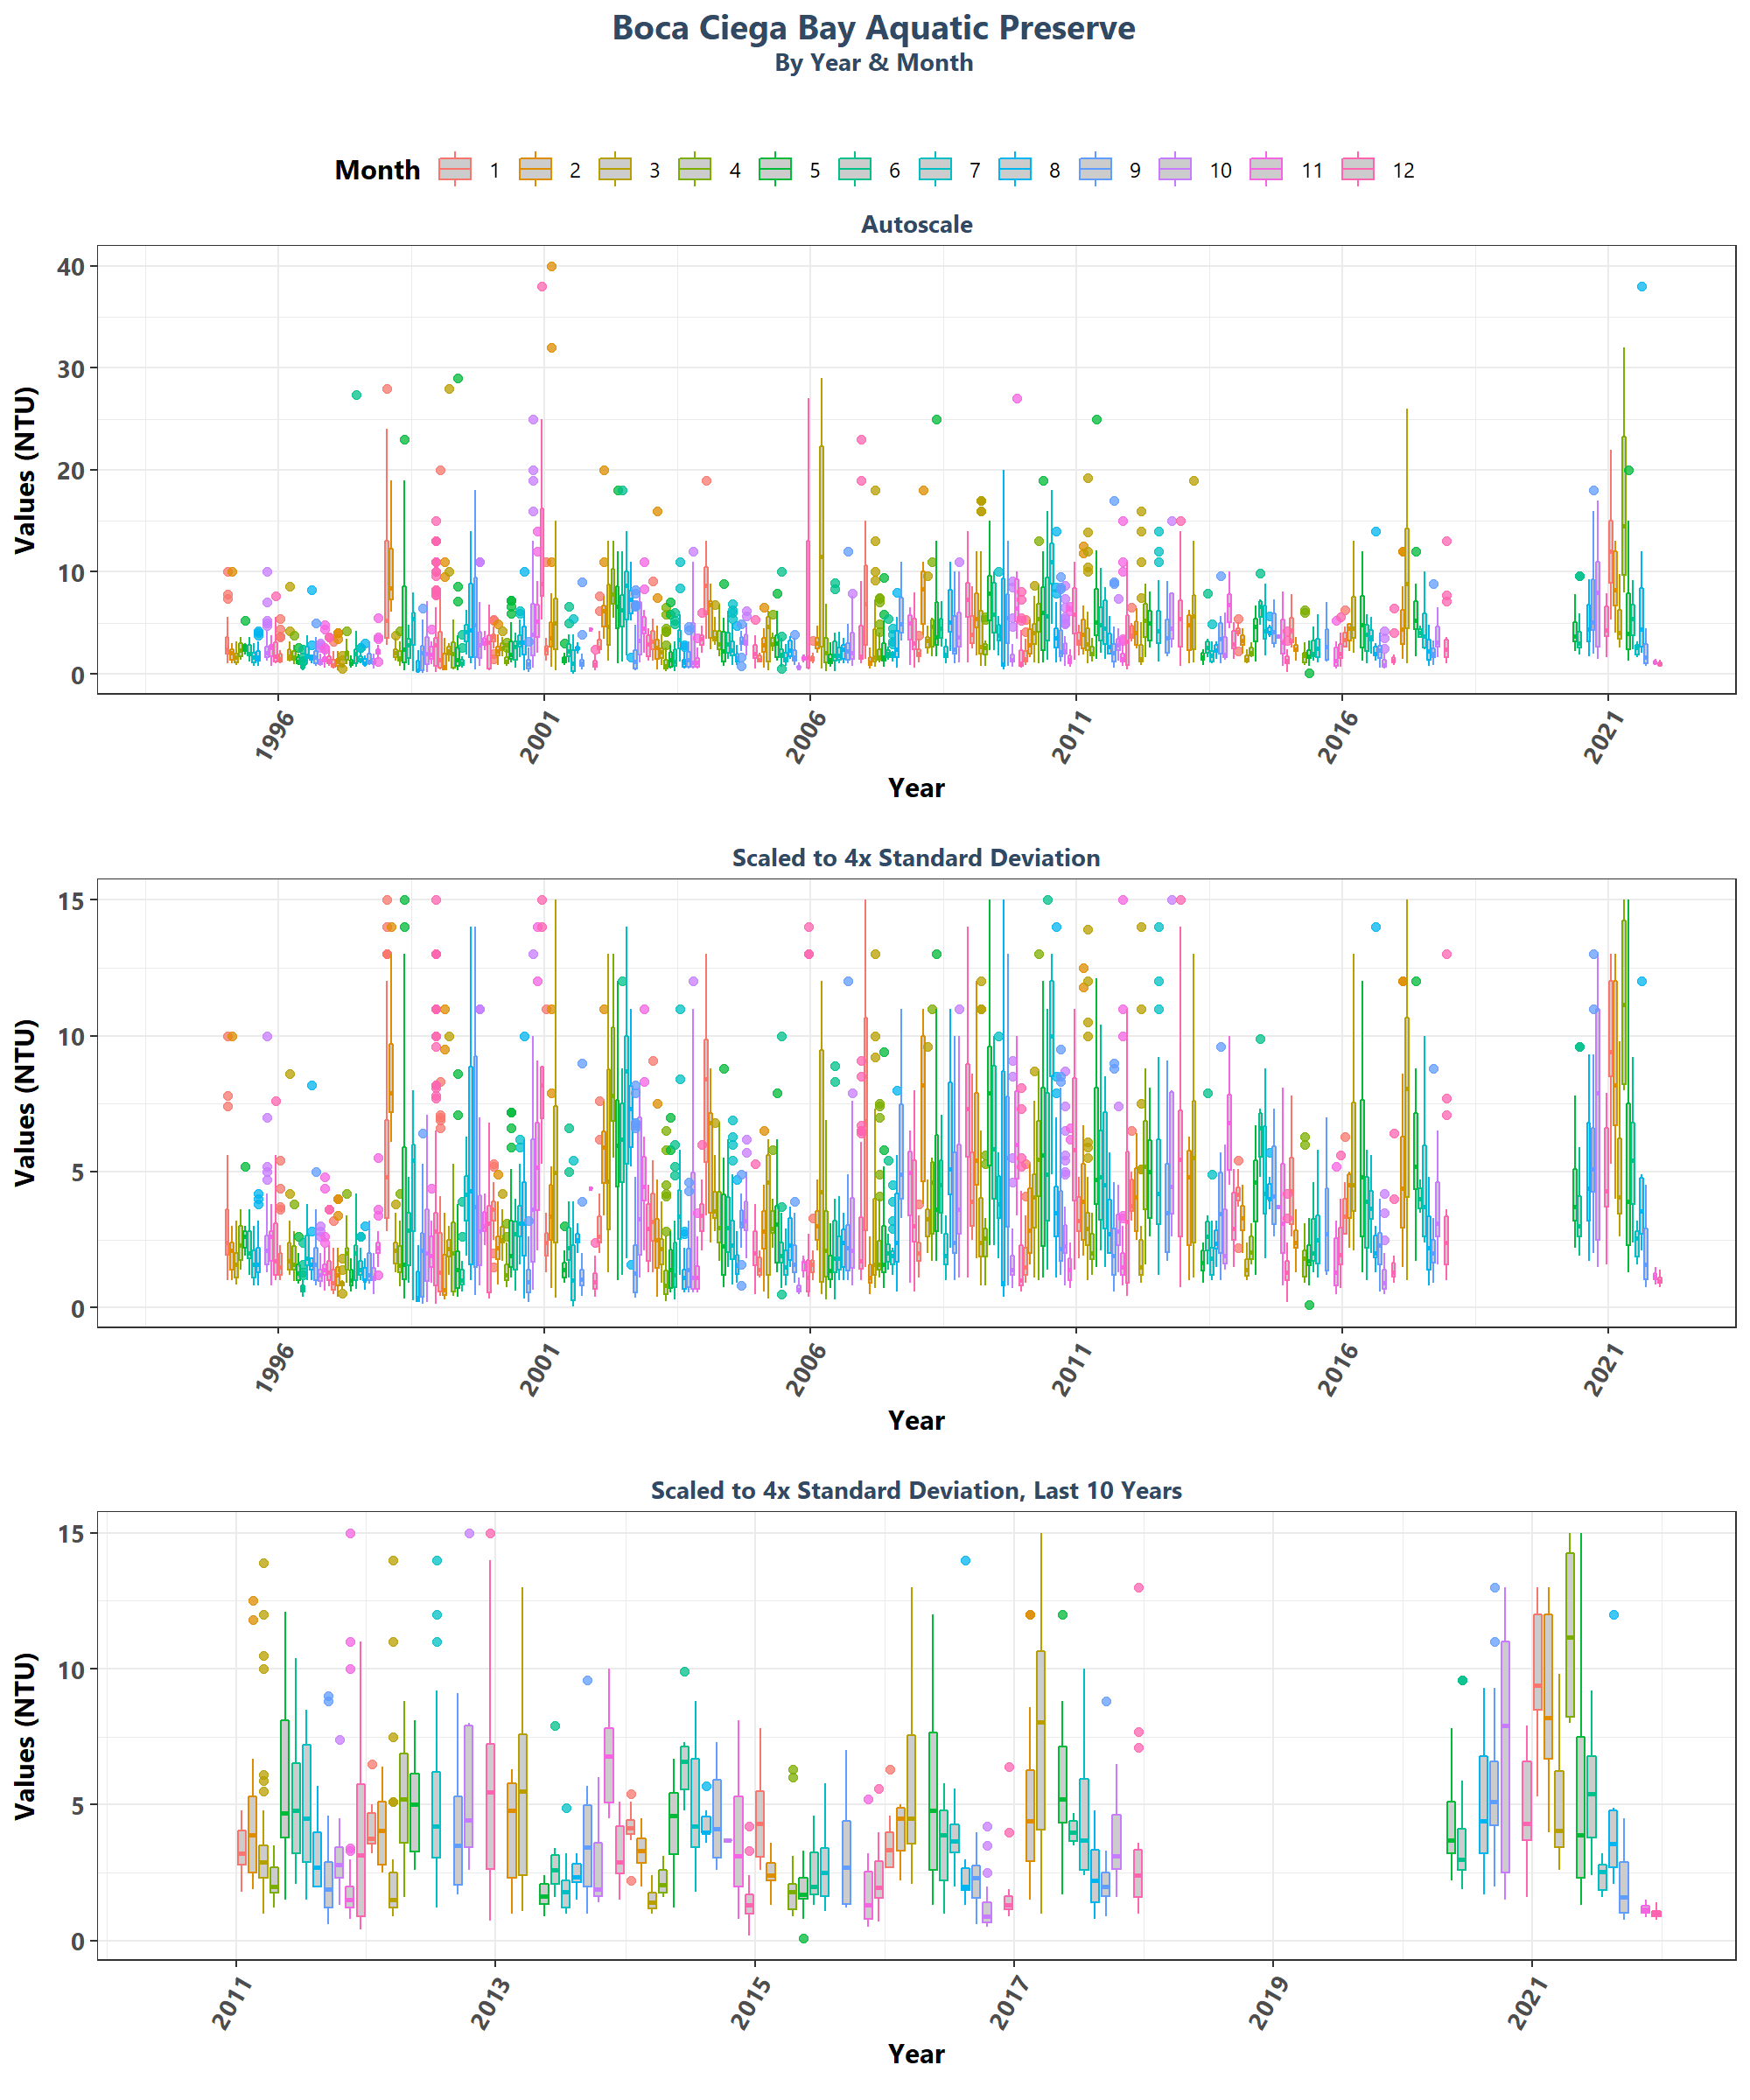 Boca Ciega Bay Aquatic Preserve
By Year & Month
Month 1 2 3 4 5 6 7 8 9 10 11 12
Autoscale
Values (NTU)
40
30
20
10
0
1996 2001 2006 2011 2016 2021
Year
Scaled to 4x Standard Deviation
Values (NTU)
15
10
5
0
1996 2001 2006 2011 2016 2021
Year
Scaled to 4x Standard Deviation, Last 10 Years
Values (NTU)
15
10
5
0
2011 2013 2015 2017 2019 2021
Year